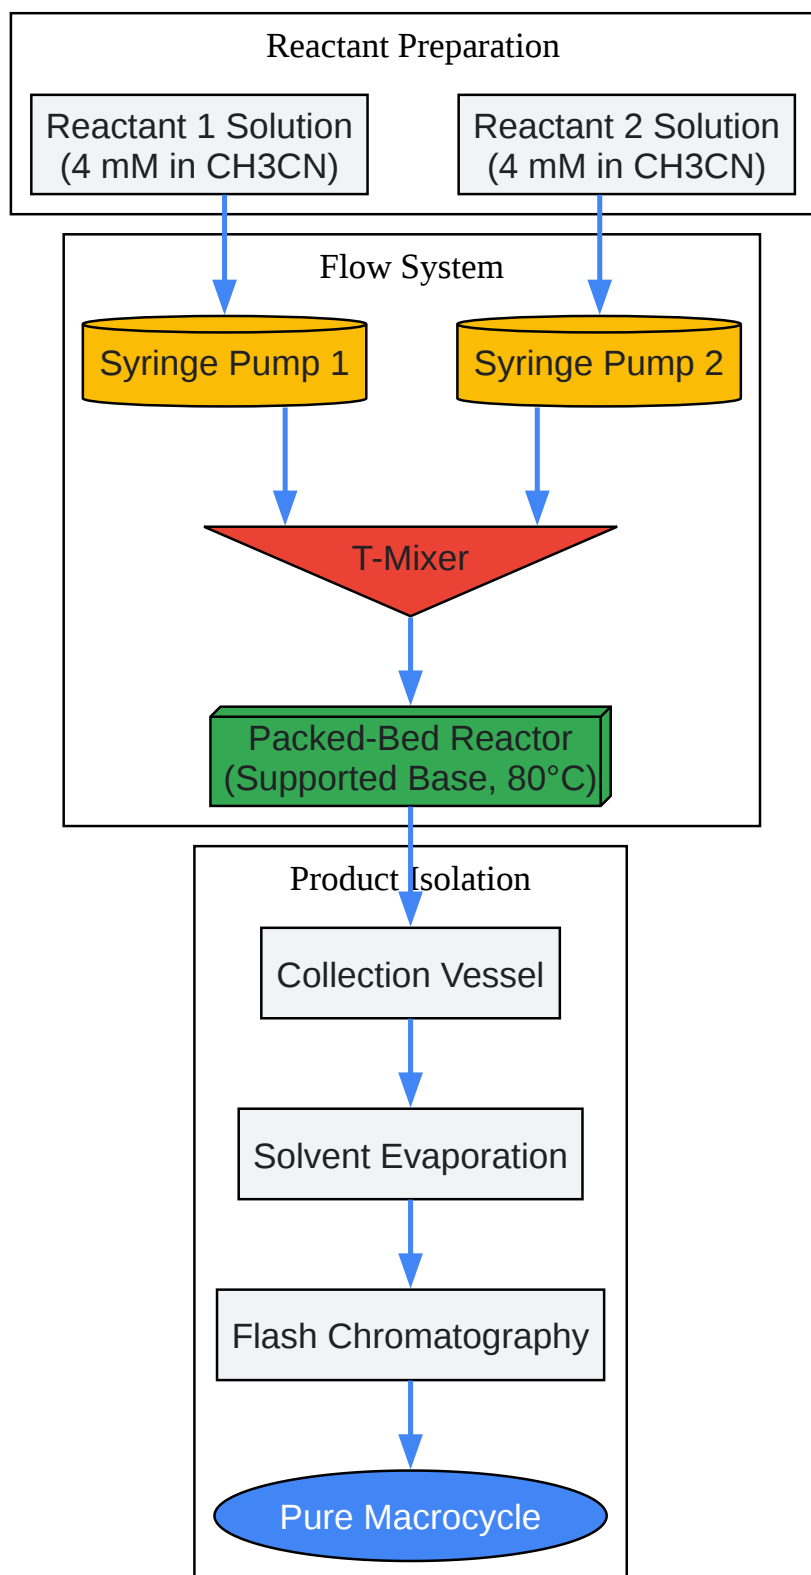 Reactant Preparation
Reactant 1 Solution
(4 mM in CH3CN)
Reactant 2 Solution
(4 mM in CH3CN)
Flow System
Syringe Pump 1
Syringe Pump 2
T-Mixer
Packed-Bed Reactor
(Supported Base, 80°C)
Product Isolation
Collection Vessel
Solvent Evaporation
Flash Chromatography
Pure Macrocycle